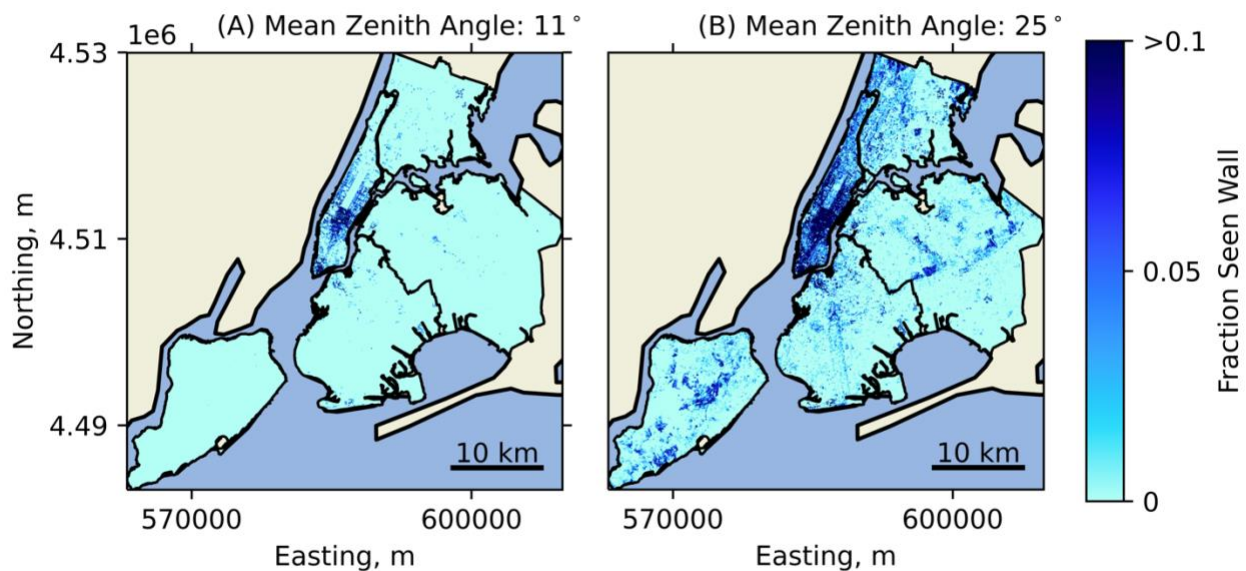 (A) Mean Zenith Angle: 11°
(B) Mean Zenith Angle: 25°
1e6
4.53
4.51
4.49
Northing, m
10 km
10 km
570000
600000
570000
600000
Easting, m
Easting, m
>0.1
0.05
0
Fraction Seen Wall